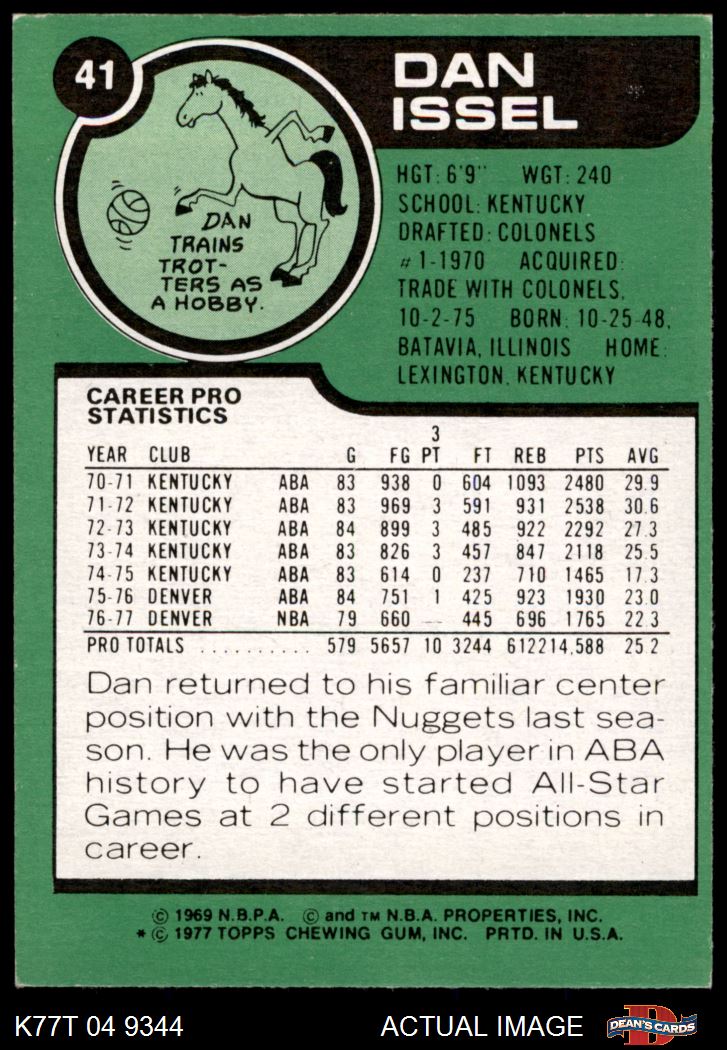 41
DAN
ISSEL
DAN
TRAINS
TROT-
TERS AS
A HOBBY.
HGT: 6'9" WGT: 240
SCHOOL: KENTUCKY
DRAFTED: COLONELS
#1-1970 ACQUIRED:
TRADE WITH COLONELS,
10-2-75 BORN: 10-25-48,
BATAVIA, ILLINOIS HOME:
LEXINGTON, KENTUCKY
CAREER PRO
STATISTICS
YEAR CLUB G FG 3 PT FT REB PTS AVG
70-71 KENTUCKY ABA 83 938 0 604 1093 2480 29.9
71-72 KENTUCKY ABA 83 969 3 591 931 2538 30.6
72-73 KENTUCKY ABA 84 899 3 485 922 2292 27.3
73-74 KENTUCKY ABA 83 826 3 457 847 2118 25.5
74-75 KENTUCKY ABA 83 614 0 237 710 1465 17.3
75-76 DENVER ABA 84 751 1 425 923 1930 23.0
76-77 DENVER NBA 79 660 — 445 696 1765 22.3
PRO TOTALS .......... 579 5657 10 3244 6122 14,588 25.2
Dan returned to his familiar center
position with the Nuggets last sea-
son. He was the only player in ABA
history to have started All-Star
Games at 2 different positions in
career.
© 1969 N.B.P.A. © and TM N.B.A. PROPERTIES, INC.
* © 1977 TOPPS CHEWING GUM, INC. PRTD. IN U.S.A.
K77T 04 9344 ACTUAL IMAGE
D
DEAN'S CARDS